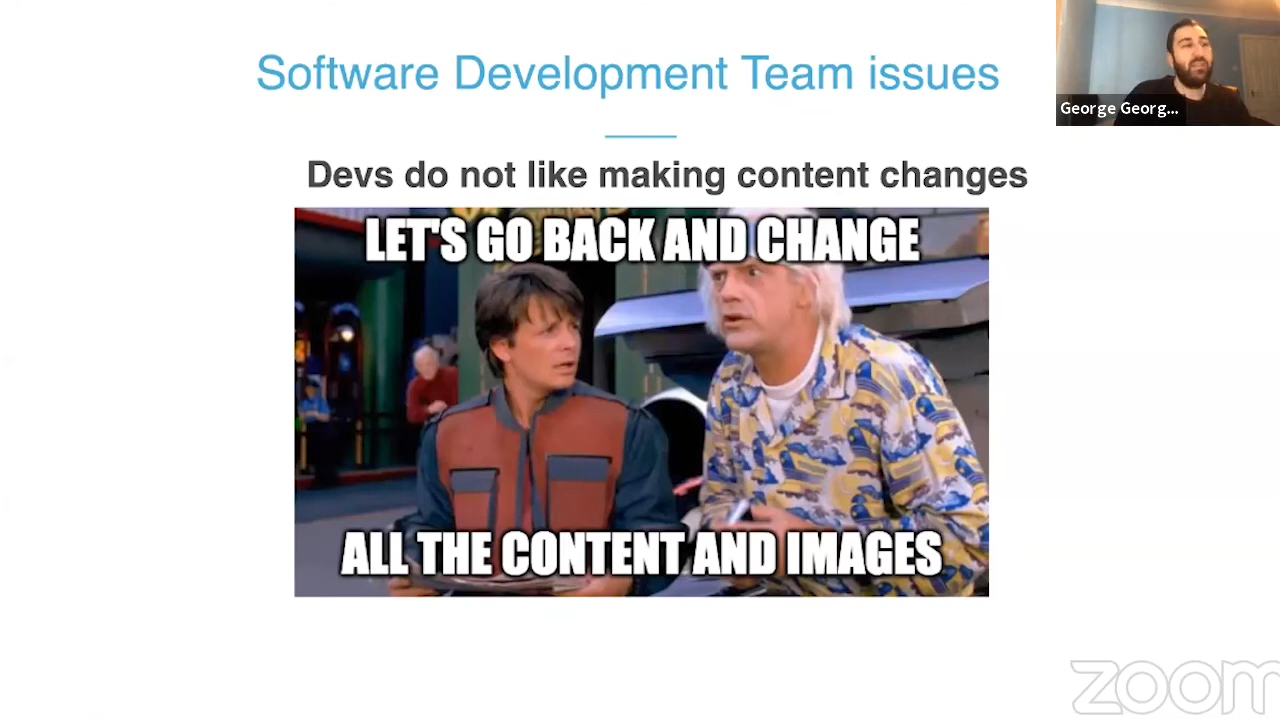 Software Development Team issues
George Georg...
Devs do not like making content changes
LET'S GO BACK AND CHANGE
ALL THE CONTENT AND IMAGES
zoom